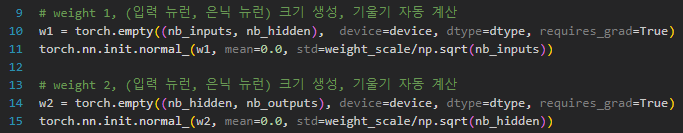 9 # weight 1, (입력 뉴런, 은닉 뉴런) 크기 생성, 기울기 자동 계산
10 w1 = torch.empty((nb_inputs, nb_hidden),  device=device, dtype=dtype, requires_grad=True)
11 torch.nn.init.normal_(w1, mean=0.0, std=weight_scale/np.sqrt(nb_inputs))
12
13 # weight 2, (입력 뉴런, 은닉 뉴런) 크기 생성, 기울기 자동 계산
14 w2 = torch.empty((nb_hidden, nb_outputs), device=device, dtype=dtype, requires_grad=True)
15 torch.nn.init.normal_(w2, mean=0.0, std=weight_scale/np.sqrt(nb_hidden))